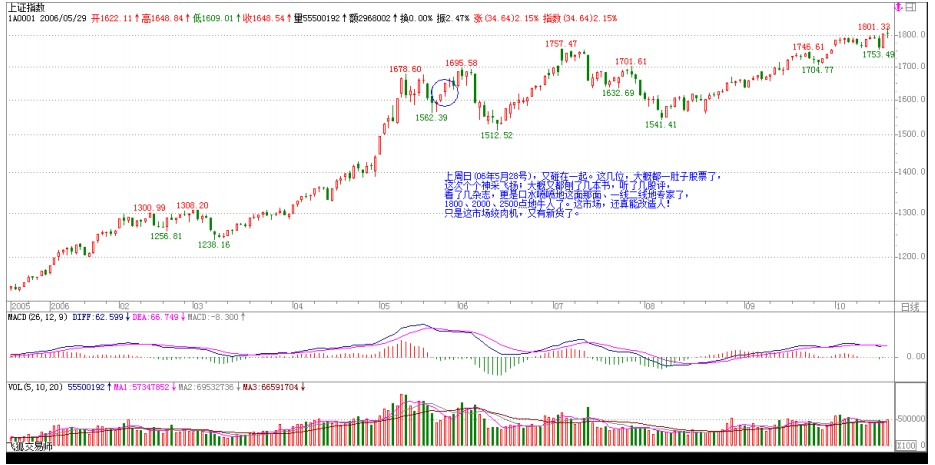 上证指数
1A0001 2006/05/29 开1622.11↑高1648.84↑低1609.01↑收1648.54↑量55500192↑额2968002↑换0.00% 振2.47% 涨(34.64)2.15% 指数(34.64)2.15%
1801.33
1800.0
1757.47
1746.61
1753.49
1695.58
1701.61
1704.77
1700.0
1678.60
1632.69
1600.0
1562.39
1541.41
1512.52
1500.0
1400.0
上周日(06年5月28号),又碰在一起。这几位,大概都一肚子股票了,
这次个个神采飞扬:大概又都刨了几本书,听了几股评,
看了几杂志,更是口水喷喷地这面那面、一线二线地专家了,
1800、2000、2500点地牛人了。这市场,还真能改造人!
只是这市场绞肉机,又有新货了。
1300.99
1308.20
1300.0
1256.81
1238.16
1200.0
2005 2006 02 03 04 05 06 07 08 09 10 日线
MACD(26,12,9) DIFF:62.599↓ DEA:66.749↓ MACD:-8.300↑
0.00
VOL(5,10,20) 55500192↑ MA1:57347852↓ MA2:69532736↓ MA3:66591704↓
500000
X100 0
飞狐交易师